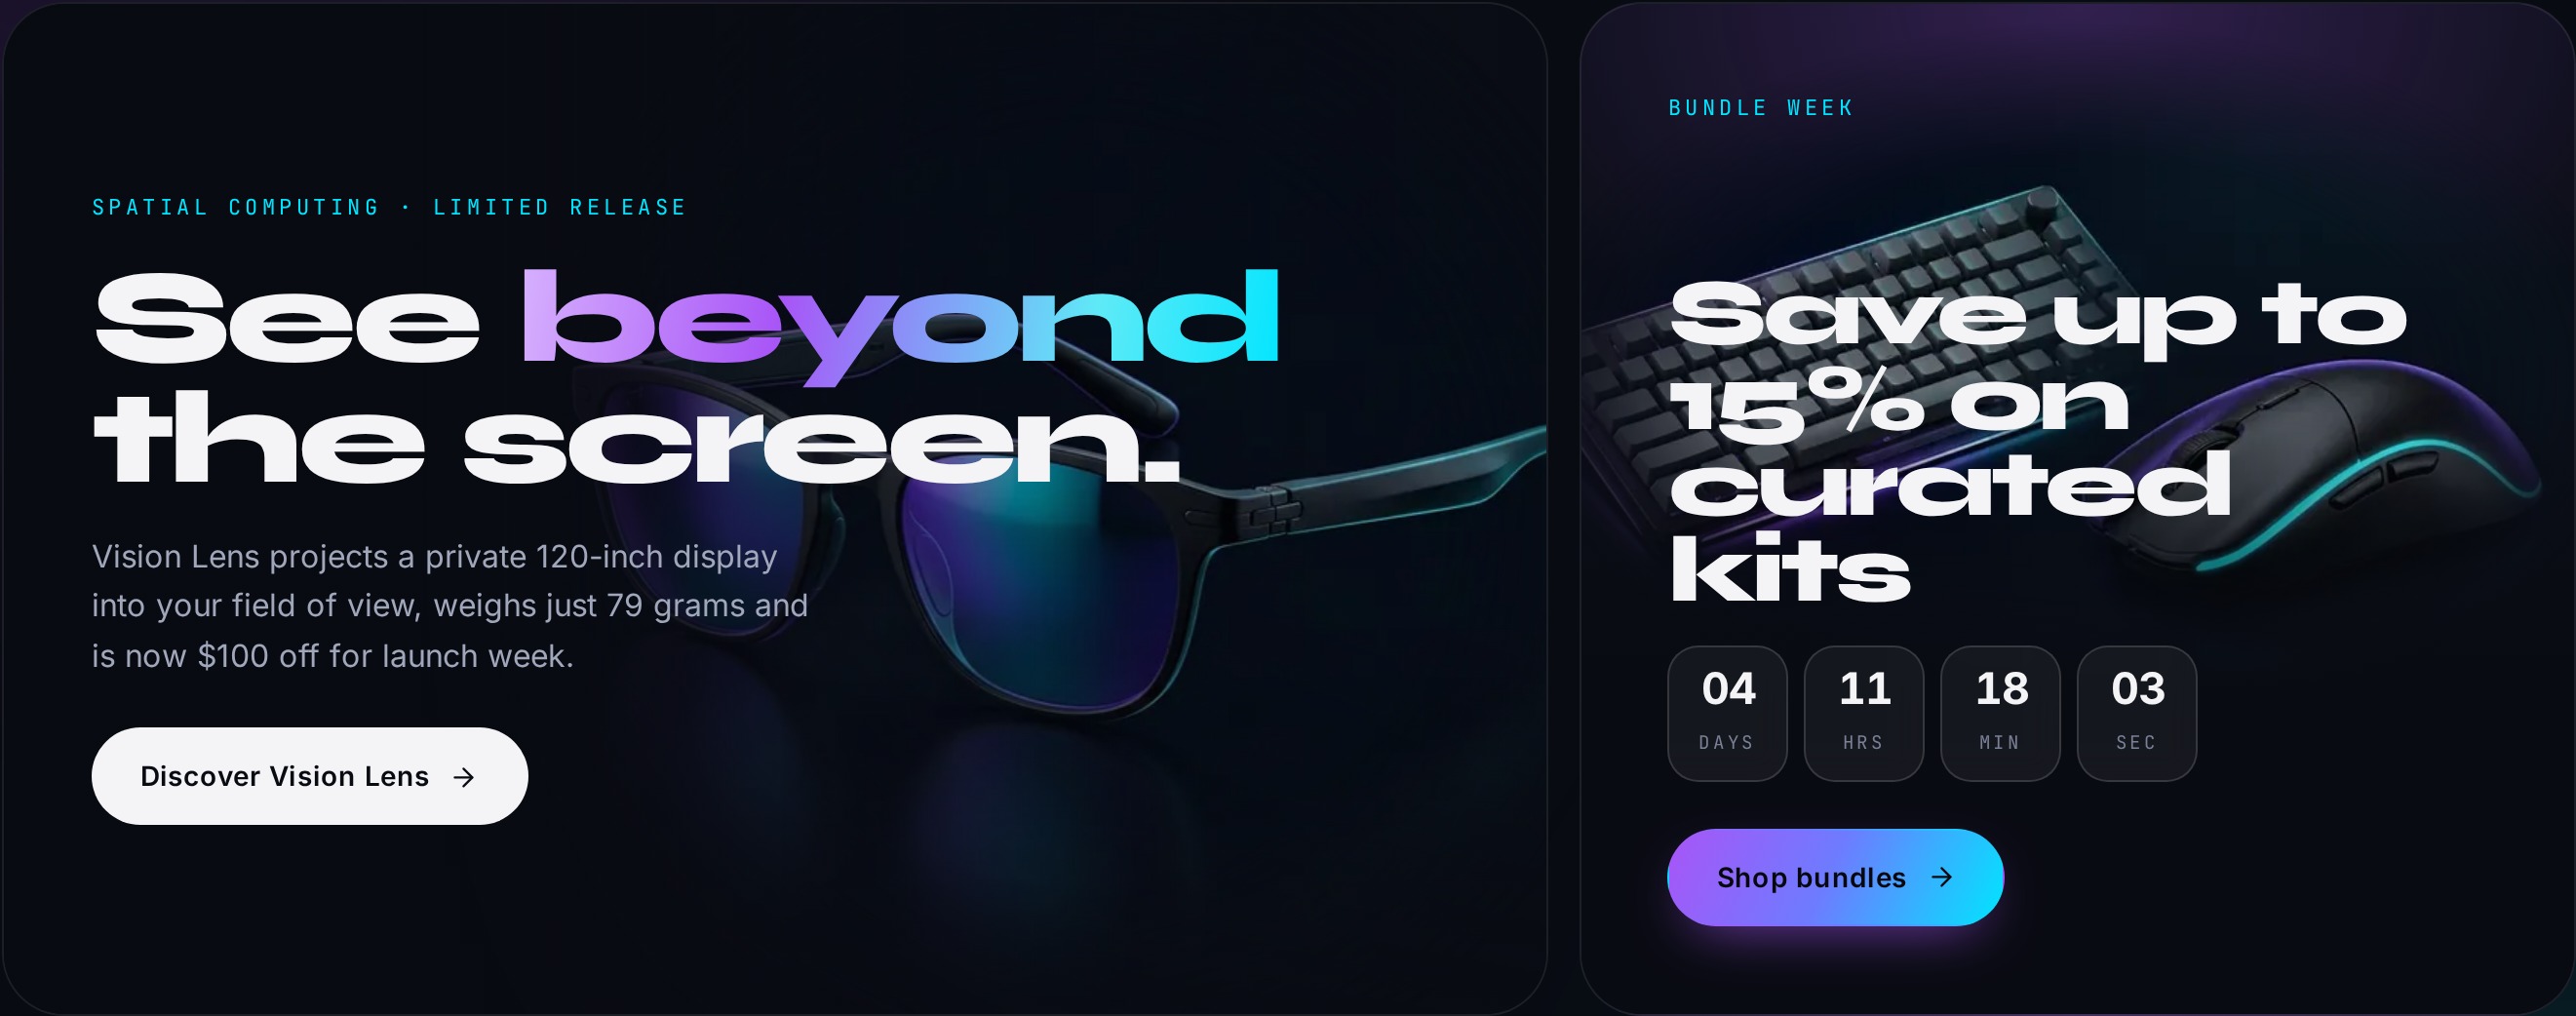 SPATIAL COMPUTING · LIMITED RELEASE
See beyond
the screen.
Vision Lens projects a private 120-inch display
into your field of view, weighs just 79 grams and
is now $100 off for launch week.
Discover Vision Lens →
BUNDLE WEEK
Save up to
15% on
curated
kits
04 11 18 03
DAYS HRS MIN SEC
Shop bundles →